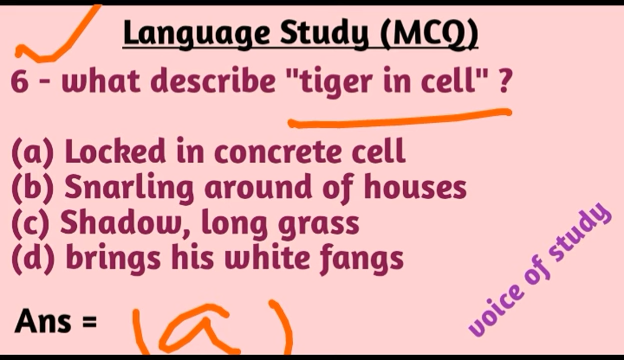 Language Study (MCQ)
6 - what describe "tiger in cell" ?
(a) Locked in concrete cell
(b) Snarling around of houses
(c) Shadow, long grass
(d) brings his white fangs
Ans = (a)
voice of study